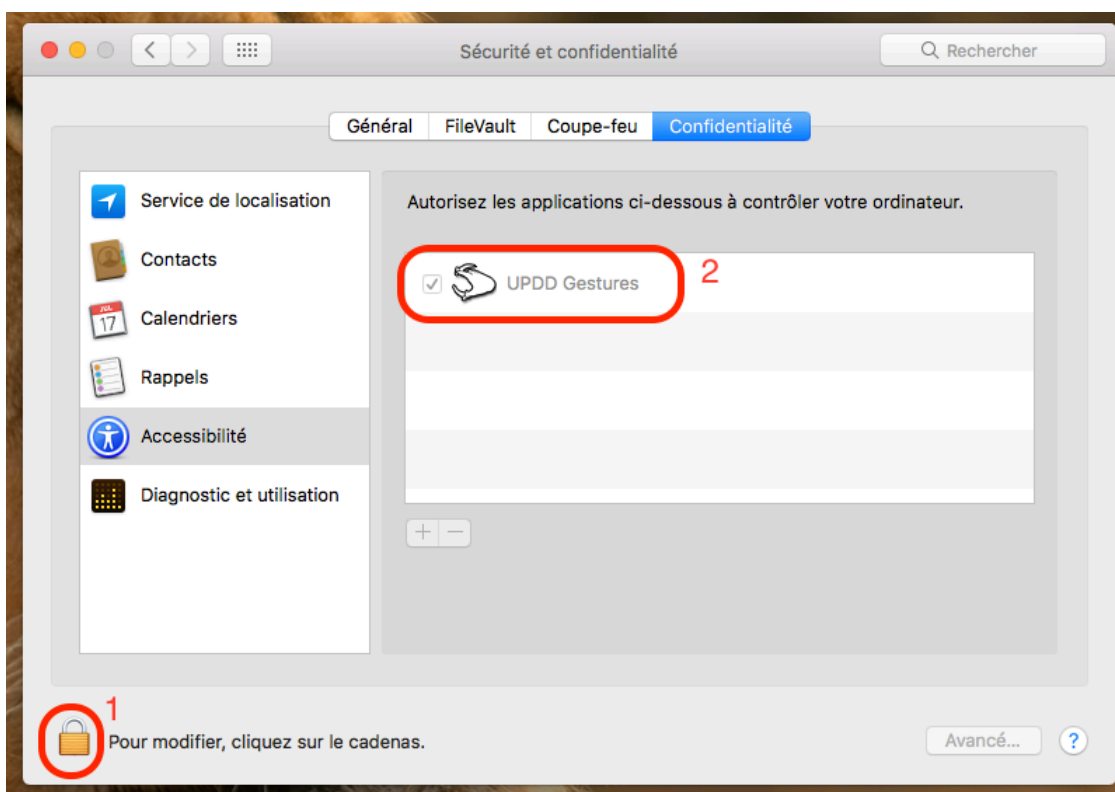 Sécurité et confidentialité
Rechercher
Général FileVault Coupe-feu Confidentialité
Service de localisation
Contacts
JUL
17
Calendriers
Rappels
Accessibilité
Diagnostic et utilisation
Autorisez les applications ci-dessous à contrôler votre ordinateur.
UPDD Gestures
2
+ −
1
Pour modifier, cliquez sur le cadenas.
Avancé... ?